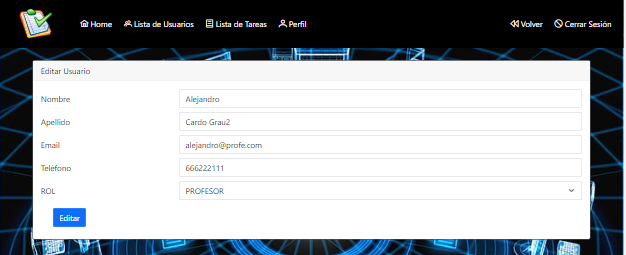 Home Lista de Usuarios Lista de Tareas Perfil Volver Cerrar Sesión
Editar Usuario
Nombre Alejandro
Apellido Cardo Grau2
Email alejandro@profe.com
Teléfono 666222111
ROL PROFESOR
Editar